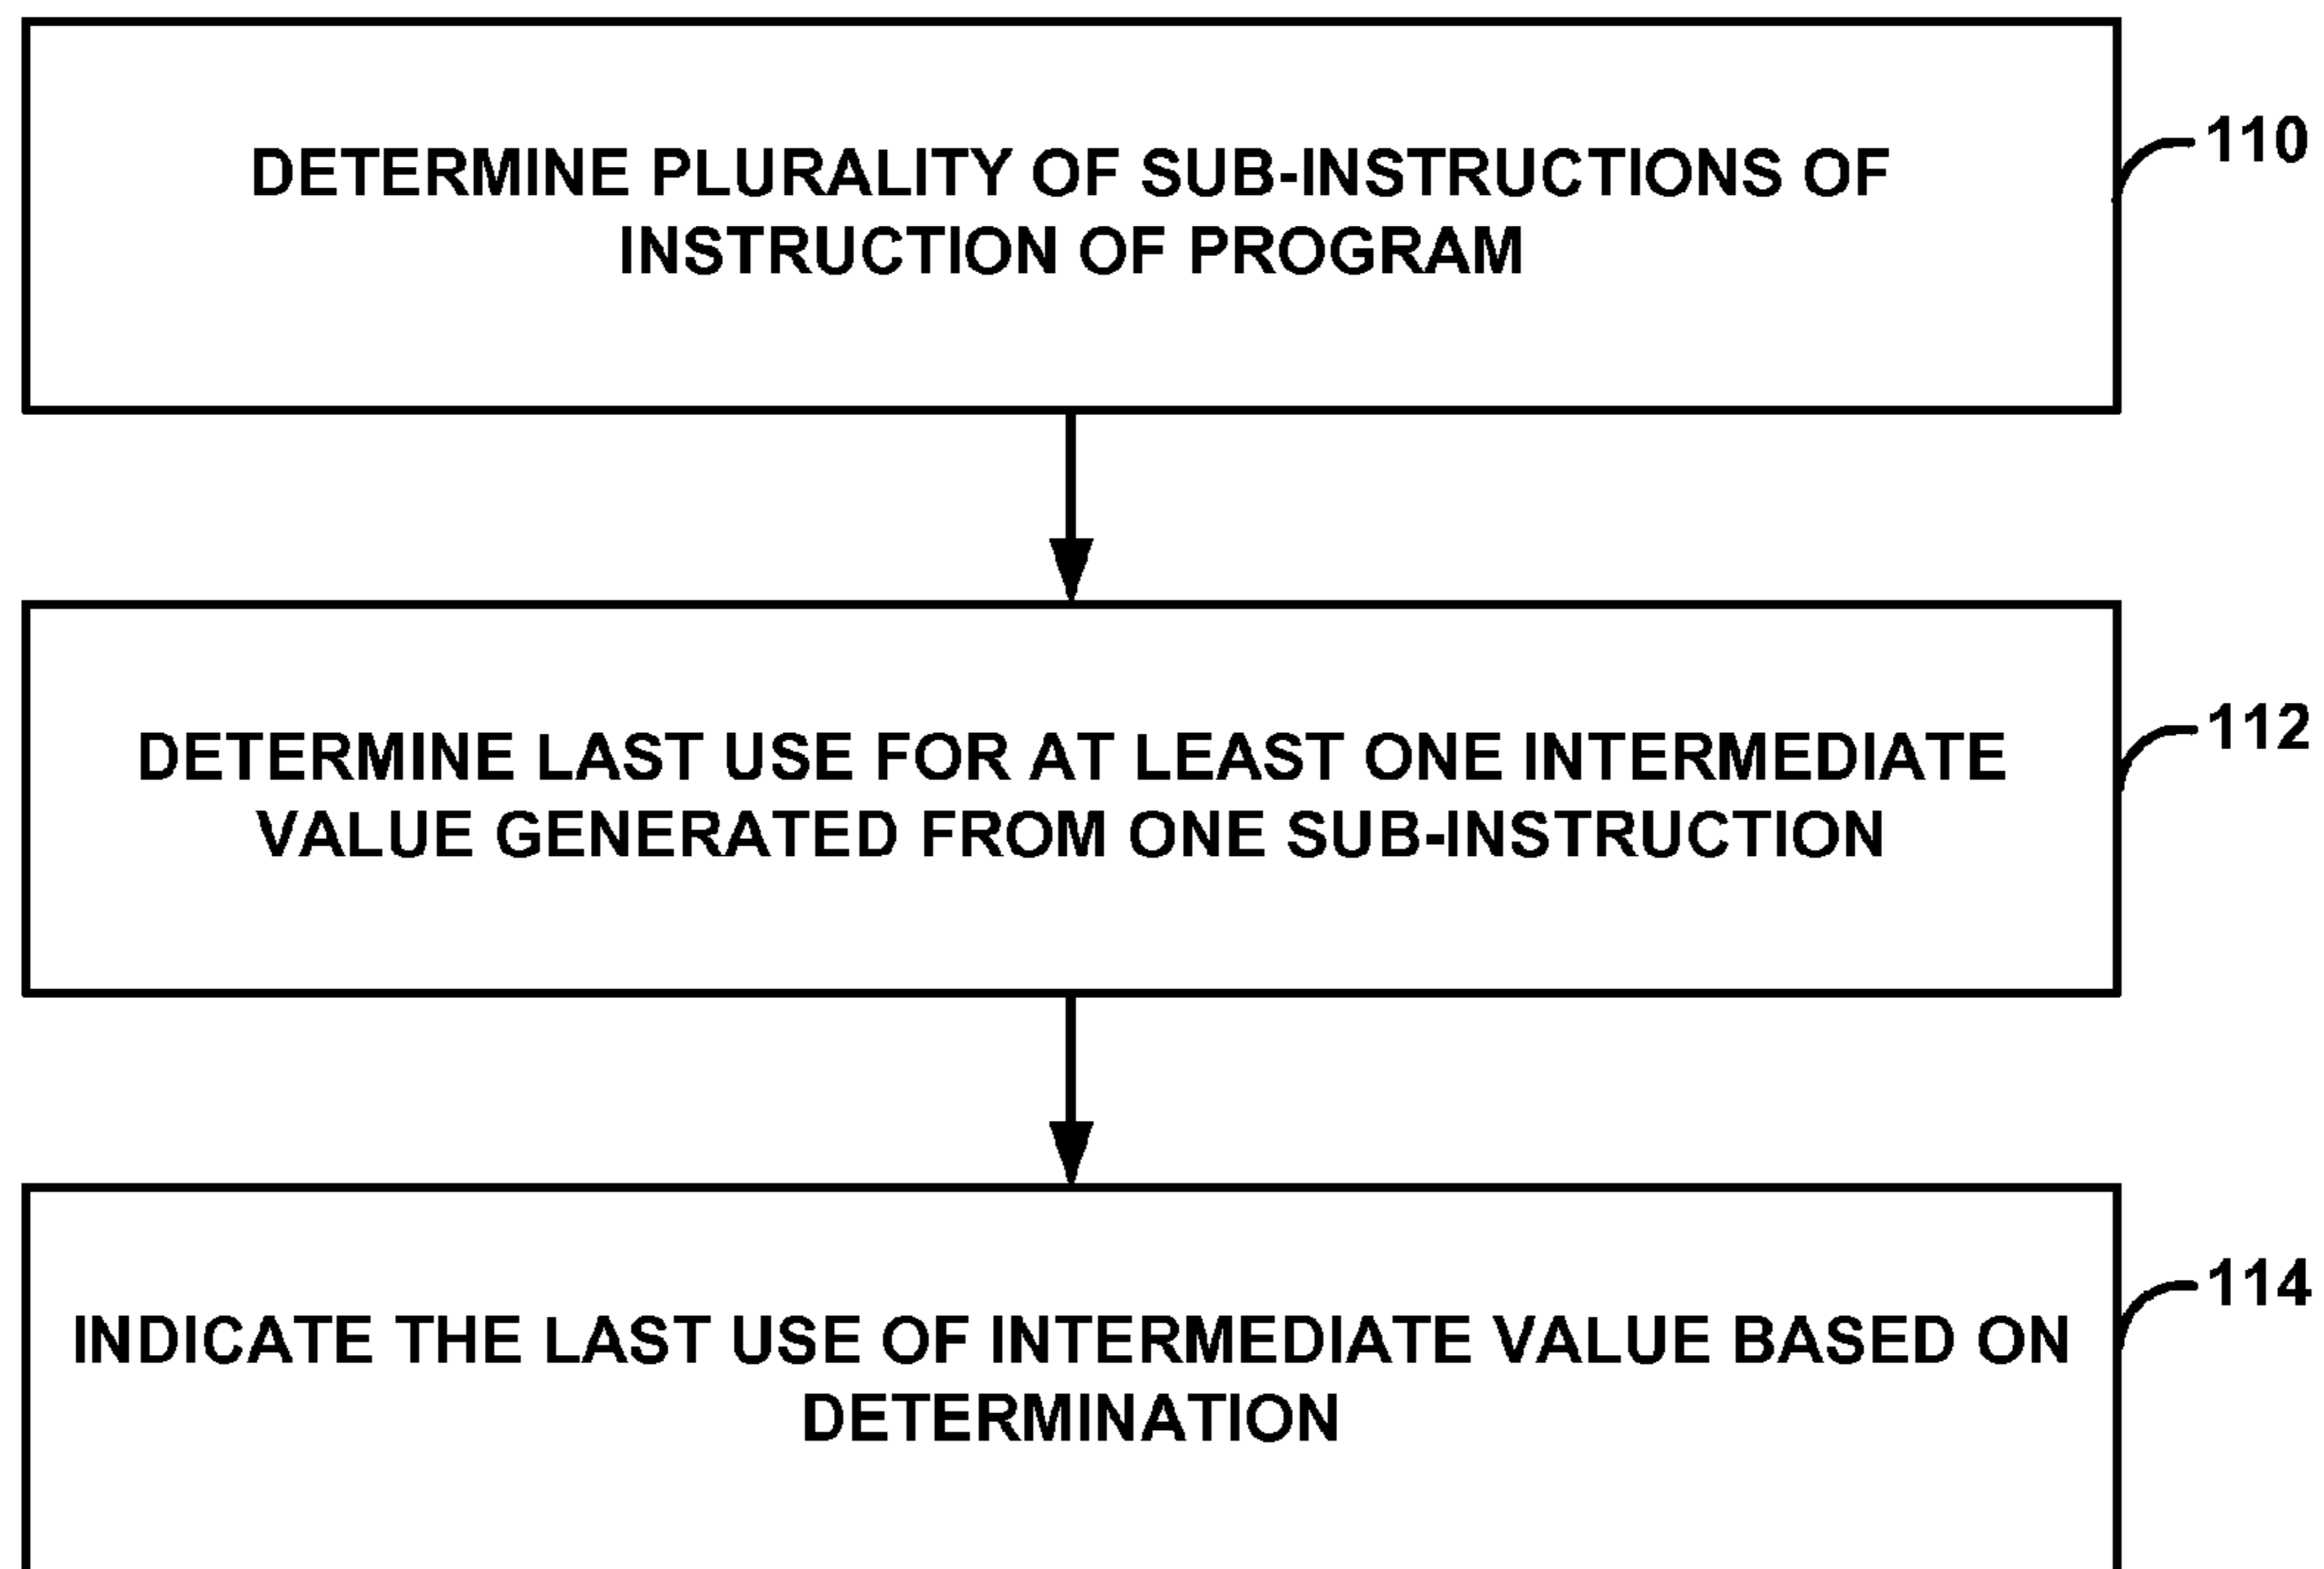 DETERMINE PLURALITY OF SUB-INSTRUCTIONS OF
INSTRUCTION OF PROGRAM
110
DETERMINE LAST USE FOR AT LEAST ONE INTERMEDIATE
VALUE GENERATED FROM ONE SUB-INSTRUCTION
112
INDICATE THE LAST USE OF INTERMEDIATE VALUE BASED ON
DETERMINATION
114